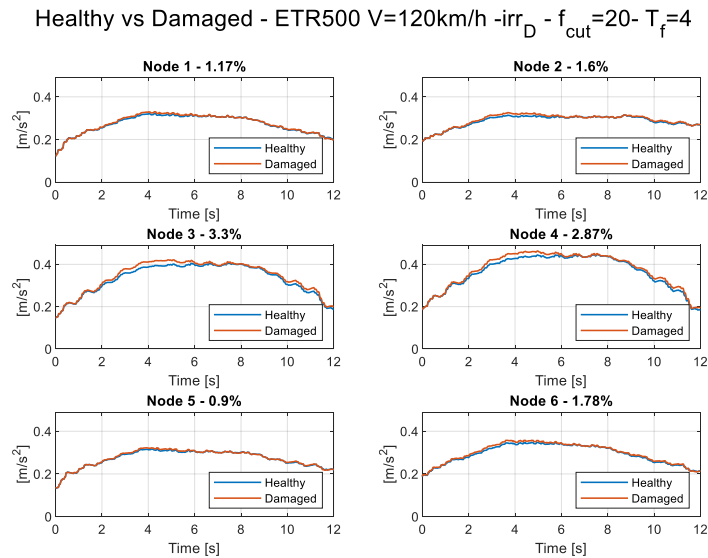 Healthy vs Damaged - ETR500 V=120km/h -irr_D - f_cut=20- T_f=4
Node 1 - 1.17%
Node 2 - 1.6%
[m/s²]
0.4
0.2
0
Healthy
Damaged
0 2 4 6 8 10 12
Time [s]
[m/s²]
0.4
0.2
0
Healthy
Damaged
0 2 4 6 8 10 12
Time [s]
Node 3 - 3.3%
Node 4 - 2.87%
[m/s²]
0.4
0.2
0
Healthy
Damaged
0 2 4 6 8 10 12
Time [s]
[m/s²]
0.4
0.2
0
Healthy
Damaged
0 2 4 6 8 10 12
Time [s]
Node 5 - 0.9%
Node 6 - 1.78%
[m/s²]
0.4
0.2
0
Healthy
Damaged
0 2 4 6 8 10 12
Time [s]
[m/s²]
0.4
0.2
0
Healthy
Damaged
0 2 4 6 8 10 12
Time [s]